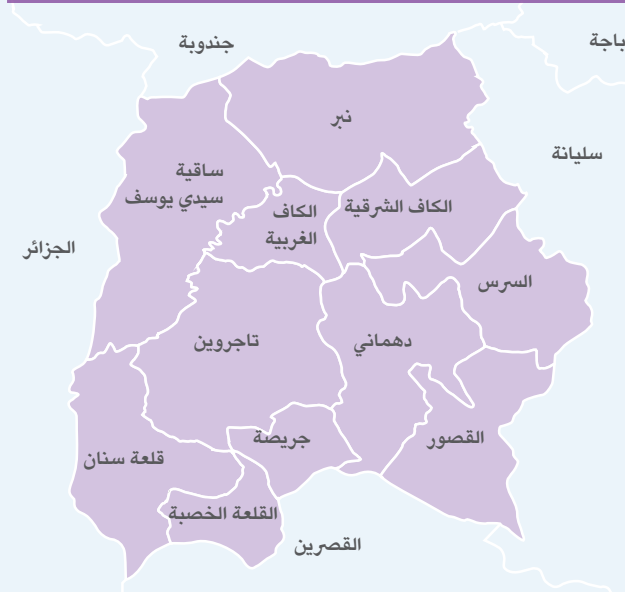 جندوبة
باجة
نبر
سليانة
ساقية
سيدي يوسف
الكاف
الغربية
الكاف الشرقية
الجزائر
السرس
تاجروين
دهماني
جريصة
القصور
قلعة سنان
القلعة الخصبة
القصرين